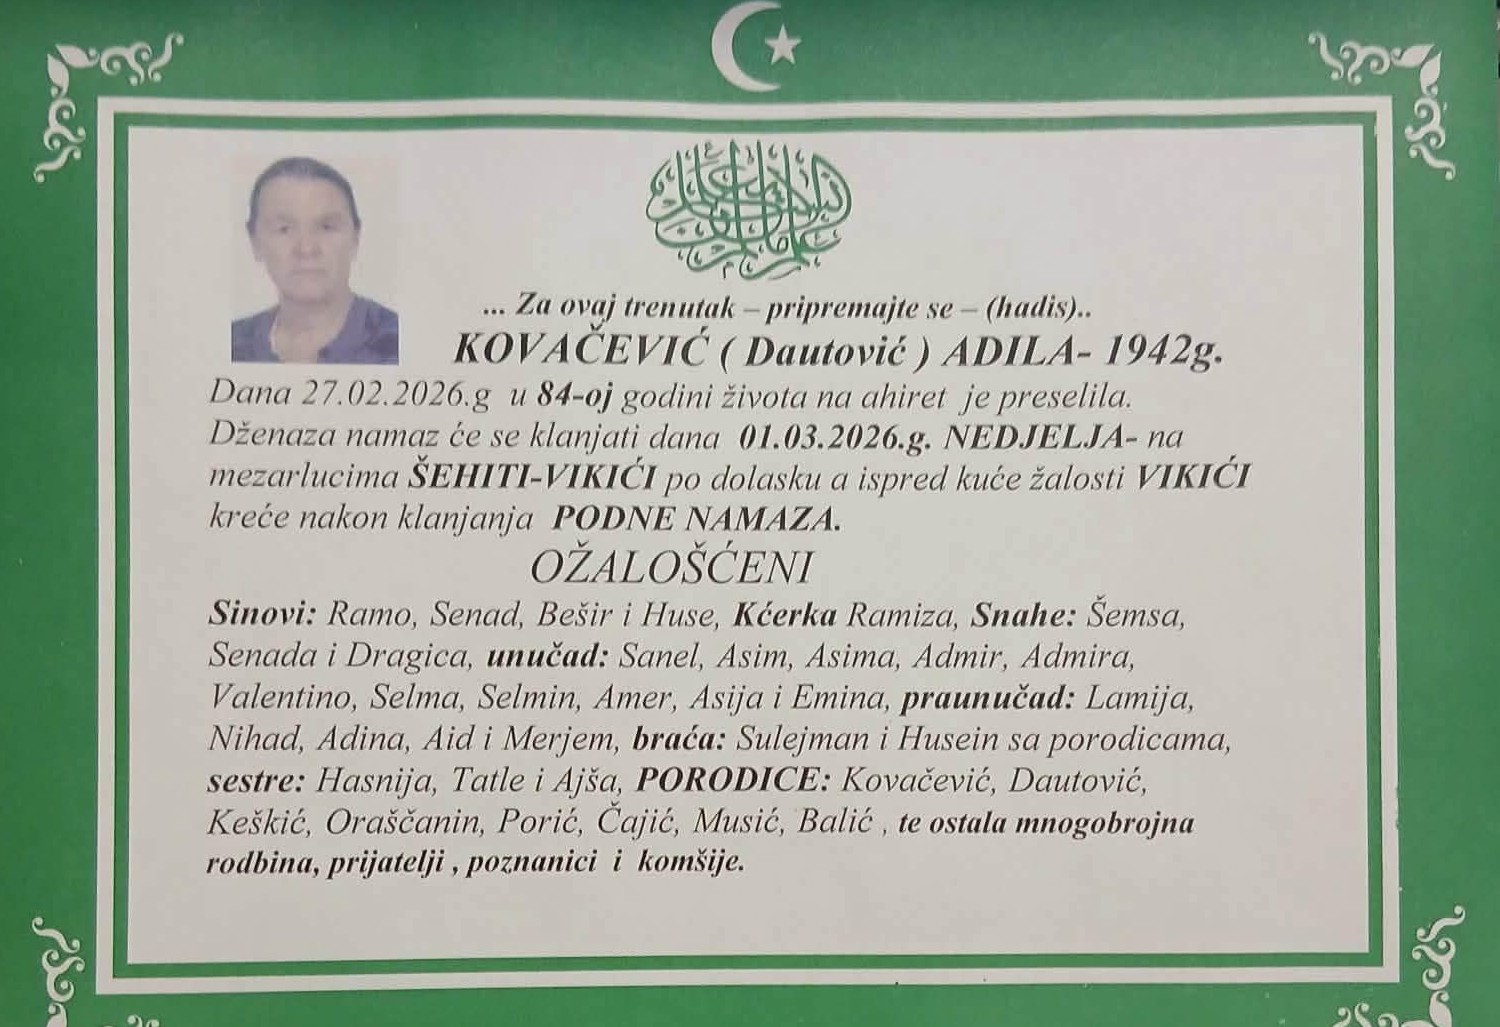 ... Za ovaj trenutak – pripremajte se – (hadis)..
KOVAČEVIĆ ( Dautović ) ADILA- 1942g.
Dana 27.02.2026.g u 84-oj godini života na ahiret je preselila.
Dženaza namaz će se klanjati dana 01.03.2026.g. NEDJELJA- na
mezarlucima ŠEHITI-VIKIĆI po dolasku a ispred kuće žalosti VIKIĆI
kreće nakon klanjanja PODNE NAMAZA.
OŽALOŠĆENI
Sinovi: Ramo, Senad, Bešir i Huse, Kćerka Ramiza, Snahe: Šemsa,
Senada i Dragica, unučad: Sanel, Asim, Asima, Admir, Admira,
Valentino, Selma, Selmin, Amer, Asija i Emina, praunučad: Lamija,
Nihad, Adina, Aid i Merjem, braća: Sulejman i Husein sa porodicama,
sestre: Hasnija, Tatle i Ajša, PORODICE: Kovačević, Dautović,
Keškić, Oraščanin, Porić, Čajić, Musić, Balić , te ostala mnogobrojna
rodbina, prijatelji , poznanici i komšije.